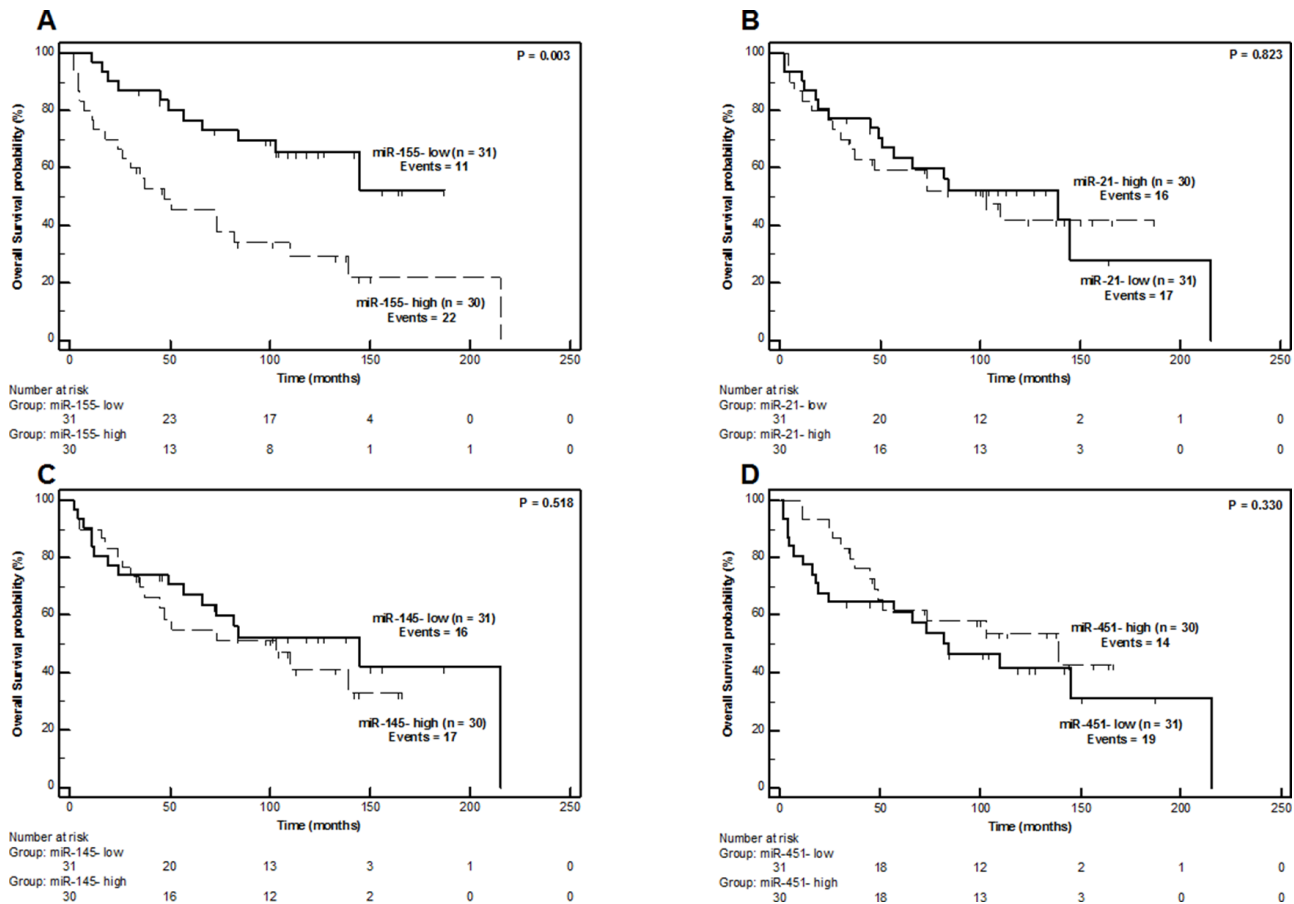 A
P = 0.003
Overall Survival probability (%)
100
80
60
40
20
0
miR-155- low (n = 31)
Events = 11
miR-155- high (n = 30)
Events = 22
0 50 100 150 200 250
Time (months)
Number at risk
Group: miR-155- low
31 23 17 4 0 0
Group: miR-155- high
30 13 8 1 1 0
B
P = 0.823
Overall Survival probability (%)
100
80
60
40
20
0
miR-21- high (n = 30)
Events = 16
miR-21- low (n = 31)
Events = 17
0 50 100 150 200 250
Time (months)
Number at risk
Group: miR-21- low
31 20 12 2 1 0
Group: miR-21- high
30 16 13 3 0 0
C
P = 0.518
Overall Survival probability (%)
100
80
60
40
20
0
miR-145- low (n = 31)
Events = 16
miR-145- high (n = 30)
Events = 17
0 50 100 150 200 250
Time (months)
Number at risk
Group: miR-145- low
31 20 13 3 1 0
Group: miR-145- high
30 16 12 2 0 0
D
P = 0.330
Overall Survival probability (%)
100
80
60
40
20
0
miR-451- high (n = 30)
Events = 14
miR-451- low (n = 31)
Events = 19
0 50 100 150 200 250
Time (months)
Number at risk
Group: miR-451- low
31 18 12 2 1 0
Group: miR-451- high
30 18 13 3 0 0